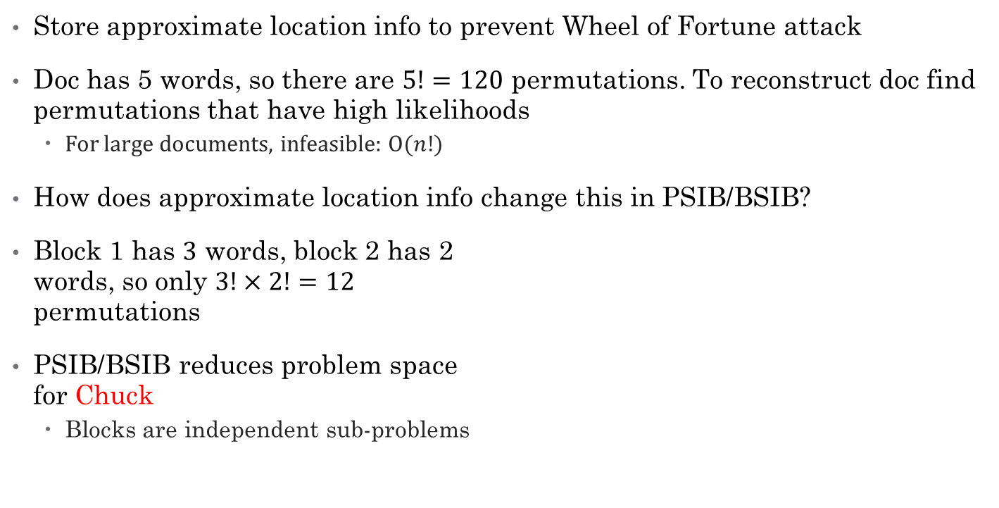 • Store approximate location info to prevent Wheel of Fortune attack
• Doc has 5 words, so there are 5! = 120 permutations. To reconstruct doc find
permutations that have high likelihoods
• For large documents, infeasible: O(n!)
• How does approximate location info change this in PSIB/BSIB?
• Block 1 has 3 words, block 2 has 2
words, so only 3! × 2! = 12
permutations
• PSIB/BSIB reduces problem space
for Chuck
• Blocks are independent sub-problems